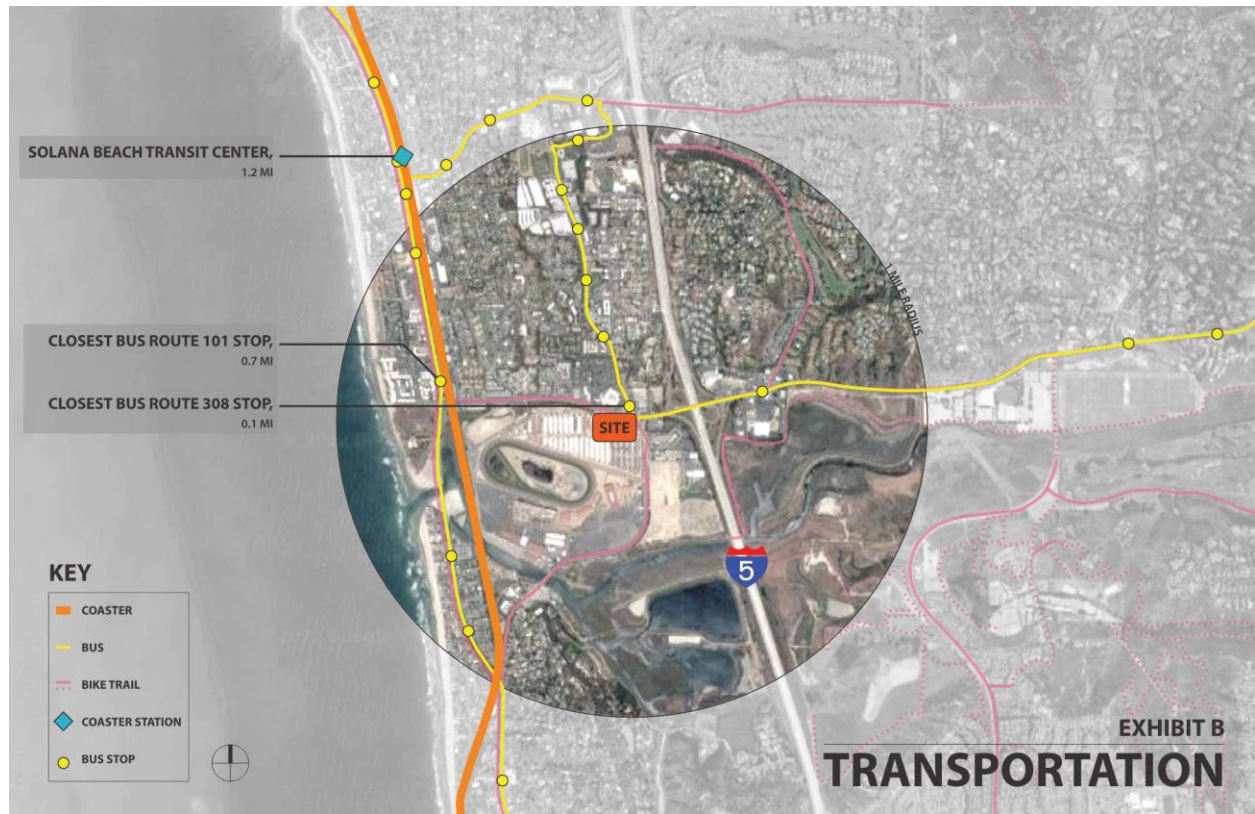 SOLANA BEACH TRANSIT CENTER,
1.2 MI
1 MILE RADIUS
CLOSEST BUS ROUTE 101 STOP,
0.7 MI
CLOSEST BUS ROUTE 308 STOP,
0.1 MI
SITE
5
KEY
COASTER
BUS
BIKE TRAIL
COASTER STATION
BUS STOP
EXHIBIT B
TRANSPORTATION